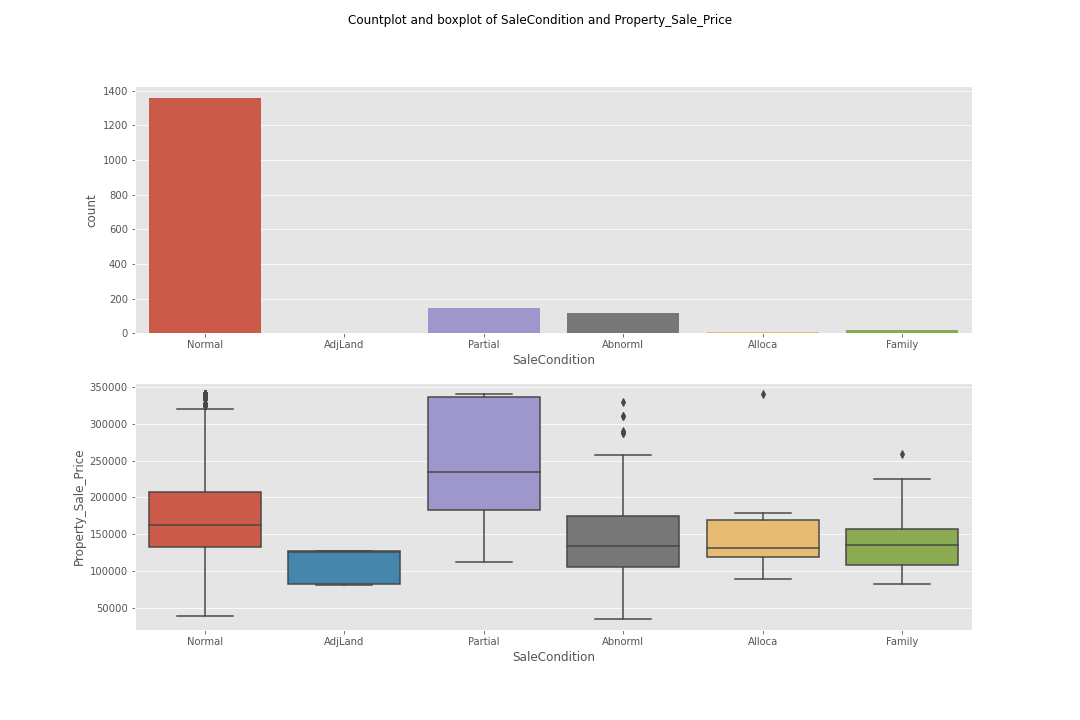 Countplot and boxplot of SaleCondition and Property_Sale_Price
1400
1200
1000
800
600
400
200
0
count
Normal AdjLand Partial Abnorml Alloca Family
SaleCondition
350000
300000
250000
200000
150000
100000
50000
Property_Sale_Price
Normal AdjLand Partial Abnorml Alloca Family
SaleCondition